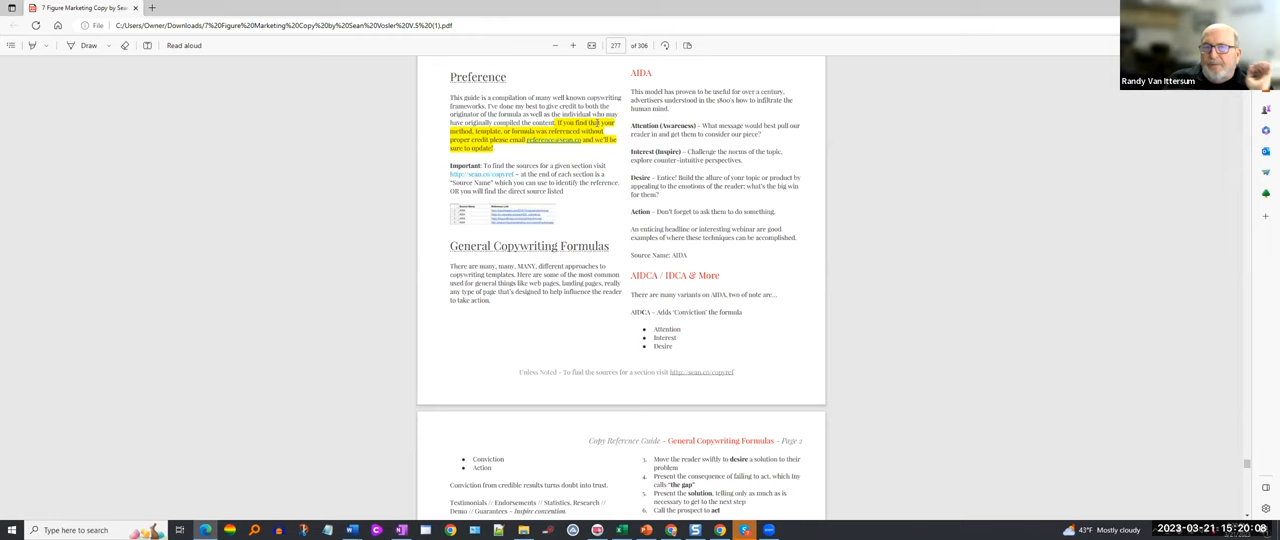 7 Figure Marketing Copy by Sea
File
C:/Users/Owner/Downloads/7%20Figure%20Marketing%20Copy%20by%20Sean%20Vosler%20V.5%20(1).pdf
Draw
Read aloud
277 of 306
Randy Van Ittersum
Preference
This guide is a compilation of many well known copywriting
frameworks. I've done my best to give credit to both the
originator of the formula as well as the individual who may
have originally compiled the content. If you find that your
method, template, or formula was referenced without
proper credit please email reference@sean.co and we'll be
sure to update!
Important: To find the sources for a given section visit
http://sean.co/copyref – at the end of each section is a
"Source Name" which you can use to identify the reference.
OR you will find the direct source listed
General Copywriting Formulas
There are many, many, MANY, different approaches to
copywriting templates. Here are some of the most common
used for general things like web pages, landing pages, really
any type of page that's designed to help influence the reader
to take action.
AIDA
This model has proven to be useful for over a century,
advertisers understood in the 1800's how to infiltrate the
human mind.
Attention (Awareness) – What message would best pull our
reader in and get them to consider our piece?
Interest (Inspire) – Challenge the norms of the topic,
explore counter-intuitive perspectives.
Desire – Entice! Build the allure of your topic or product by
appealing to the emotions of the reader; what's the big win
for them?
Action – Don't forget to ask them to do something.
An enticing headline or interesting webinar are good
examples of where these techniques can be accomplished.
Source Name: AIDA
AIDCA / IDCA & More
There are many variants on AIDA, two of note are...
AIDCA – Adds 'Conviction' the formula
● Attention
● Interest
● Desire
Unless Noted - To find the sources for a section visit http://sean.co/copyref
Copy Reference Guide - General Copywriting Formulas - Page 2
● Conviction
● Action
Conviction from credible results turns doubt into trust.
Testimonials // Endorsements // Statistics, Research //
Demo // Guarantees – Inspire convention.
3. Move the reader swiftly to desire a solution to their
problem
4. Present the consequence of failing to act, which Iny
calls "the gap"
5. Present the solution, telling only as much as is
necessary to get to the next step
6. Call the prospect to act
Type here to search
43°F Mostly cloudy
2023-03-21 15:20:08